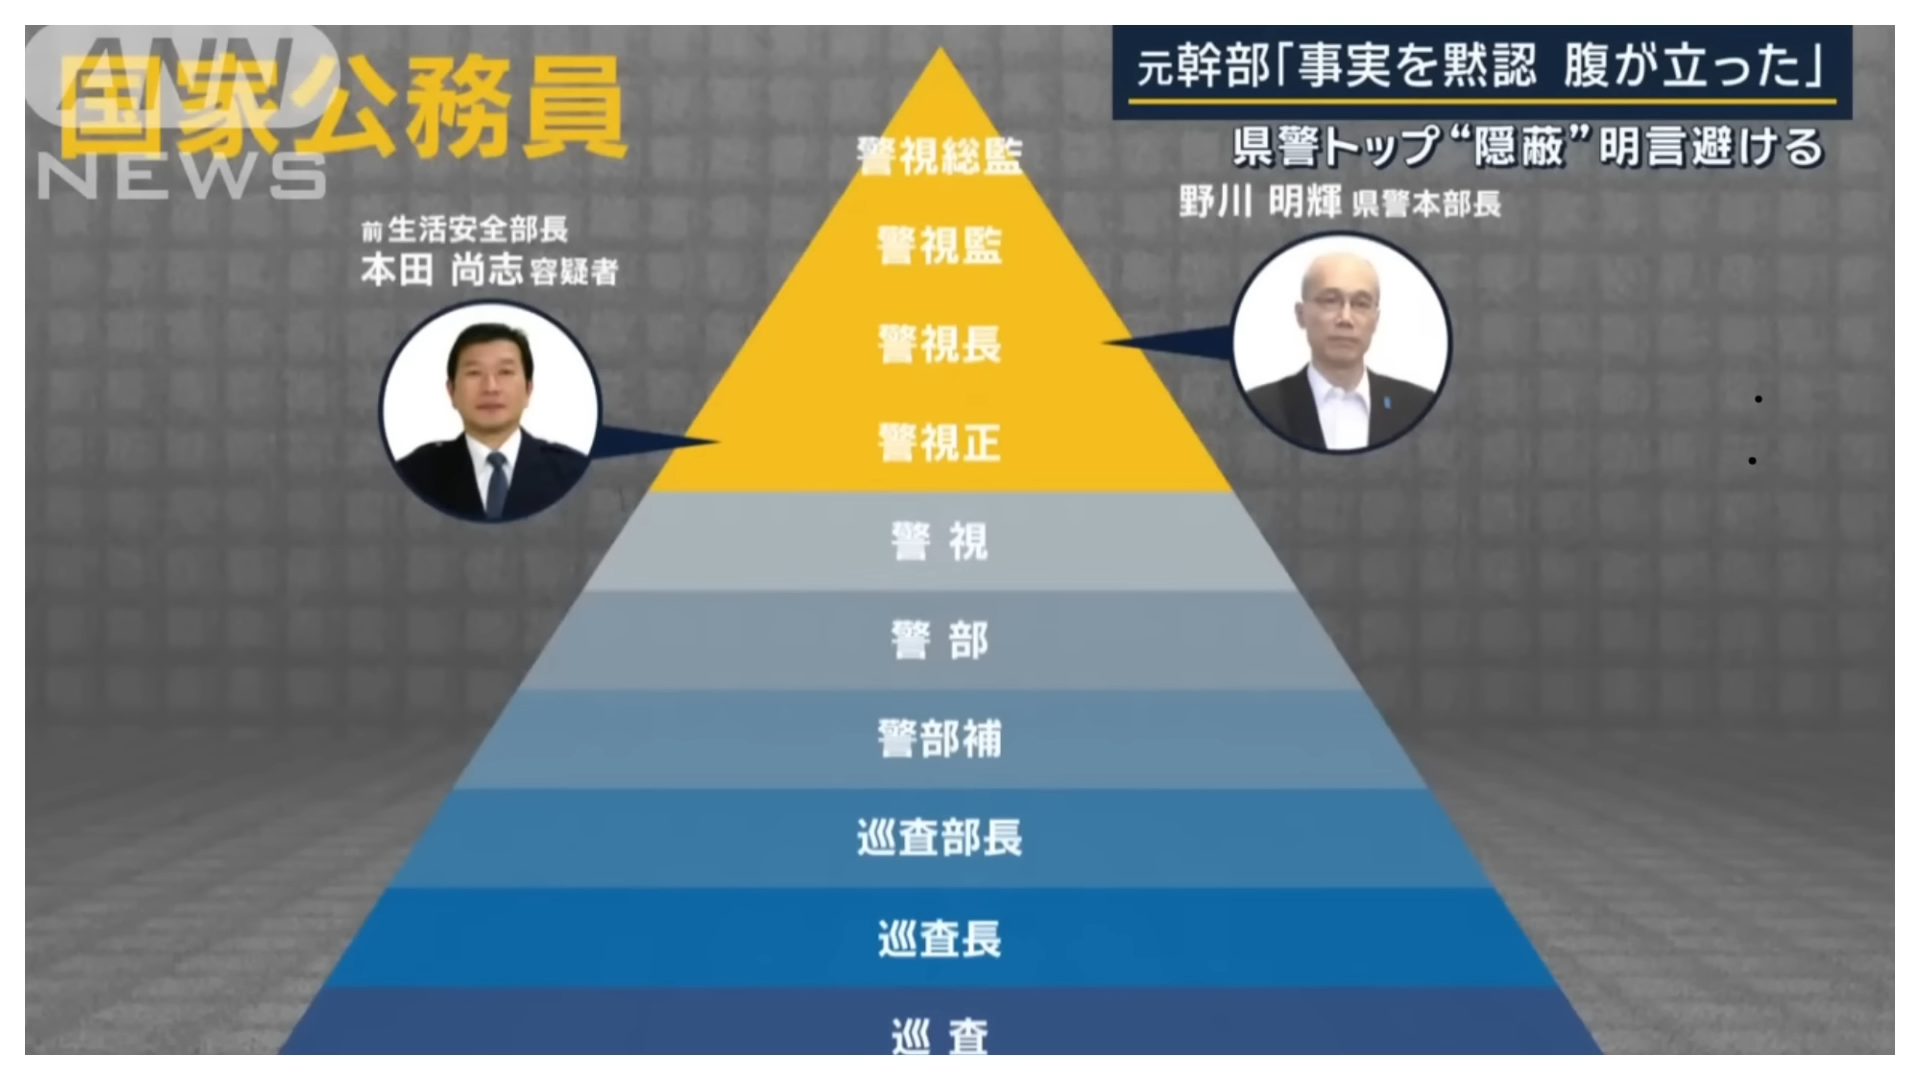 ANN
NEWS
国家公務員
元幹部「事実を黙認 腹が立った」
県警トップ“隠蔽”明言避ける
前生活安全部長
本田 尚志容疑者
野川 明輝 県警本部長
警視総監
警視監
警視長
警視正
警 視
警 部
警部補
巡査部長
巡査長
巡 査